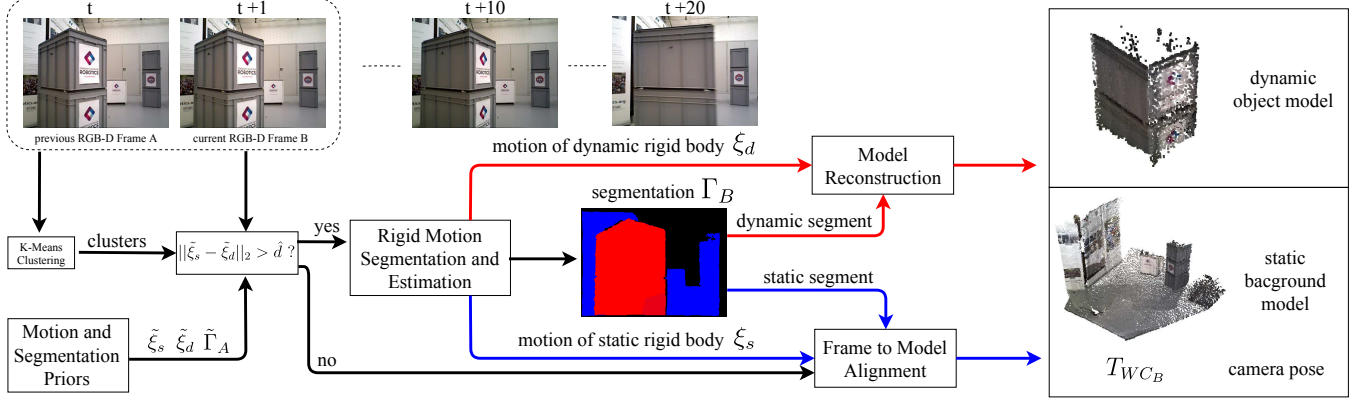 t
t +1
t +10
t +20
ROBOTICS
ROBOTICS
ROBOTICS
previous RGB-D Frame A
current RGB-D Frame B
motion of dynamic rigid body ξ_d
Model
Reconstruction
dynamic
object model
segmentation Γ_B
dynamic segment
yes
K-Means
Clustering
clusters
||ξ̃_s − ξ̃_d||_2 > d̂ ?
Rigid Motion
Segmentation and
Estimation
static segment
static
bacground
model
Motion and
Segmentation
Priors
ξ̃_s ξ̃_d Γ̃_A
no
motion of static rigid body ξ_s
Frame to Model
Alignment
T_{WC_B}
camera pose